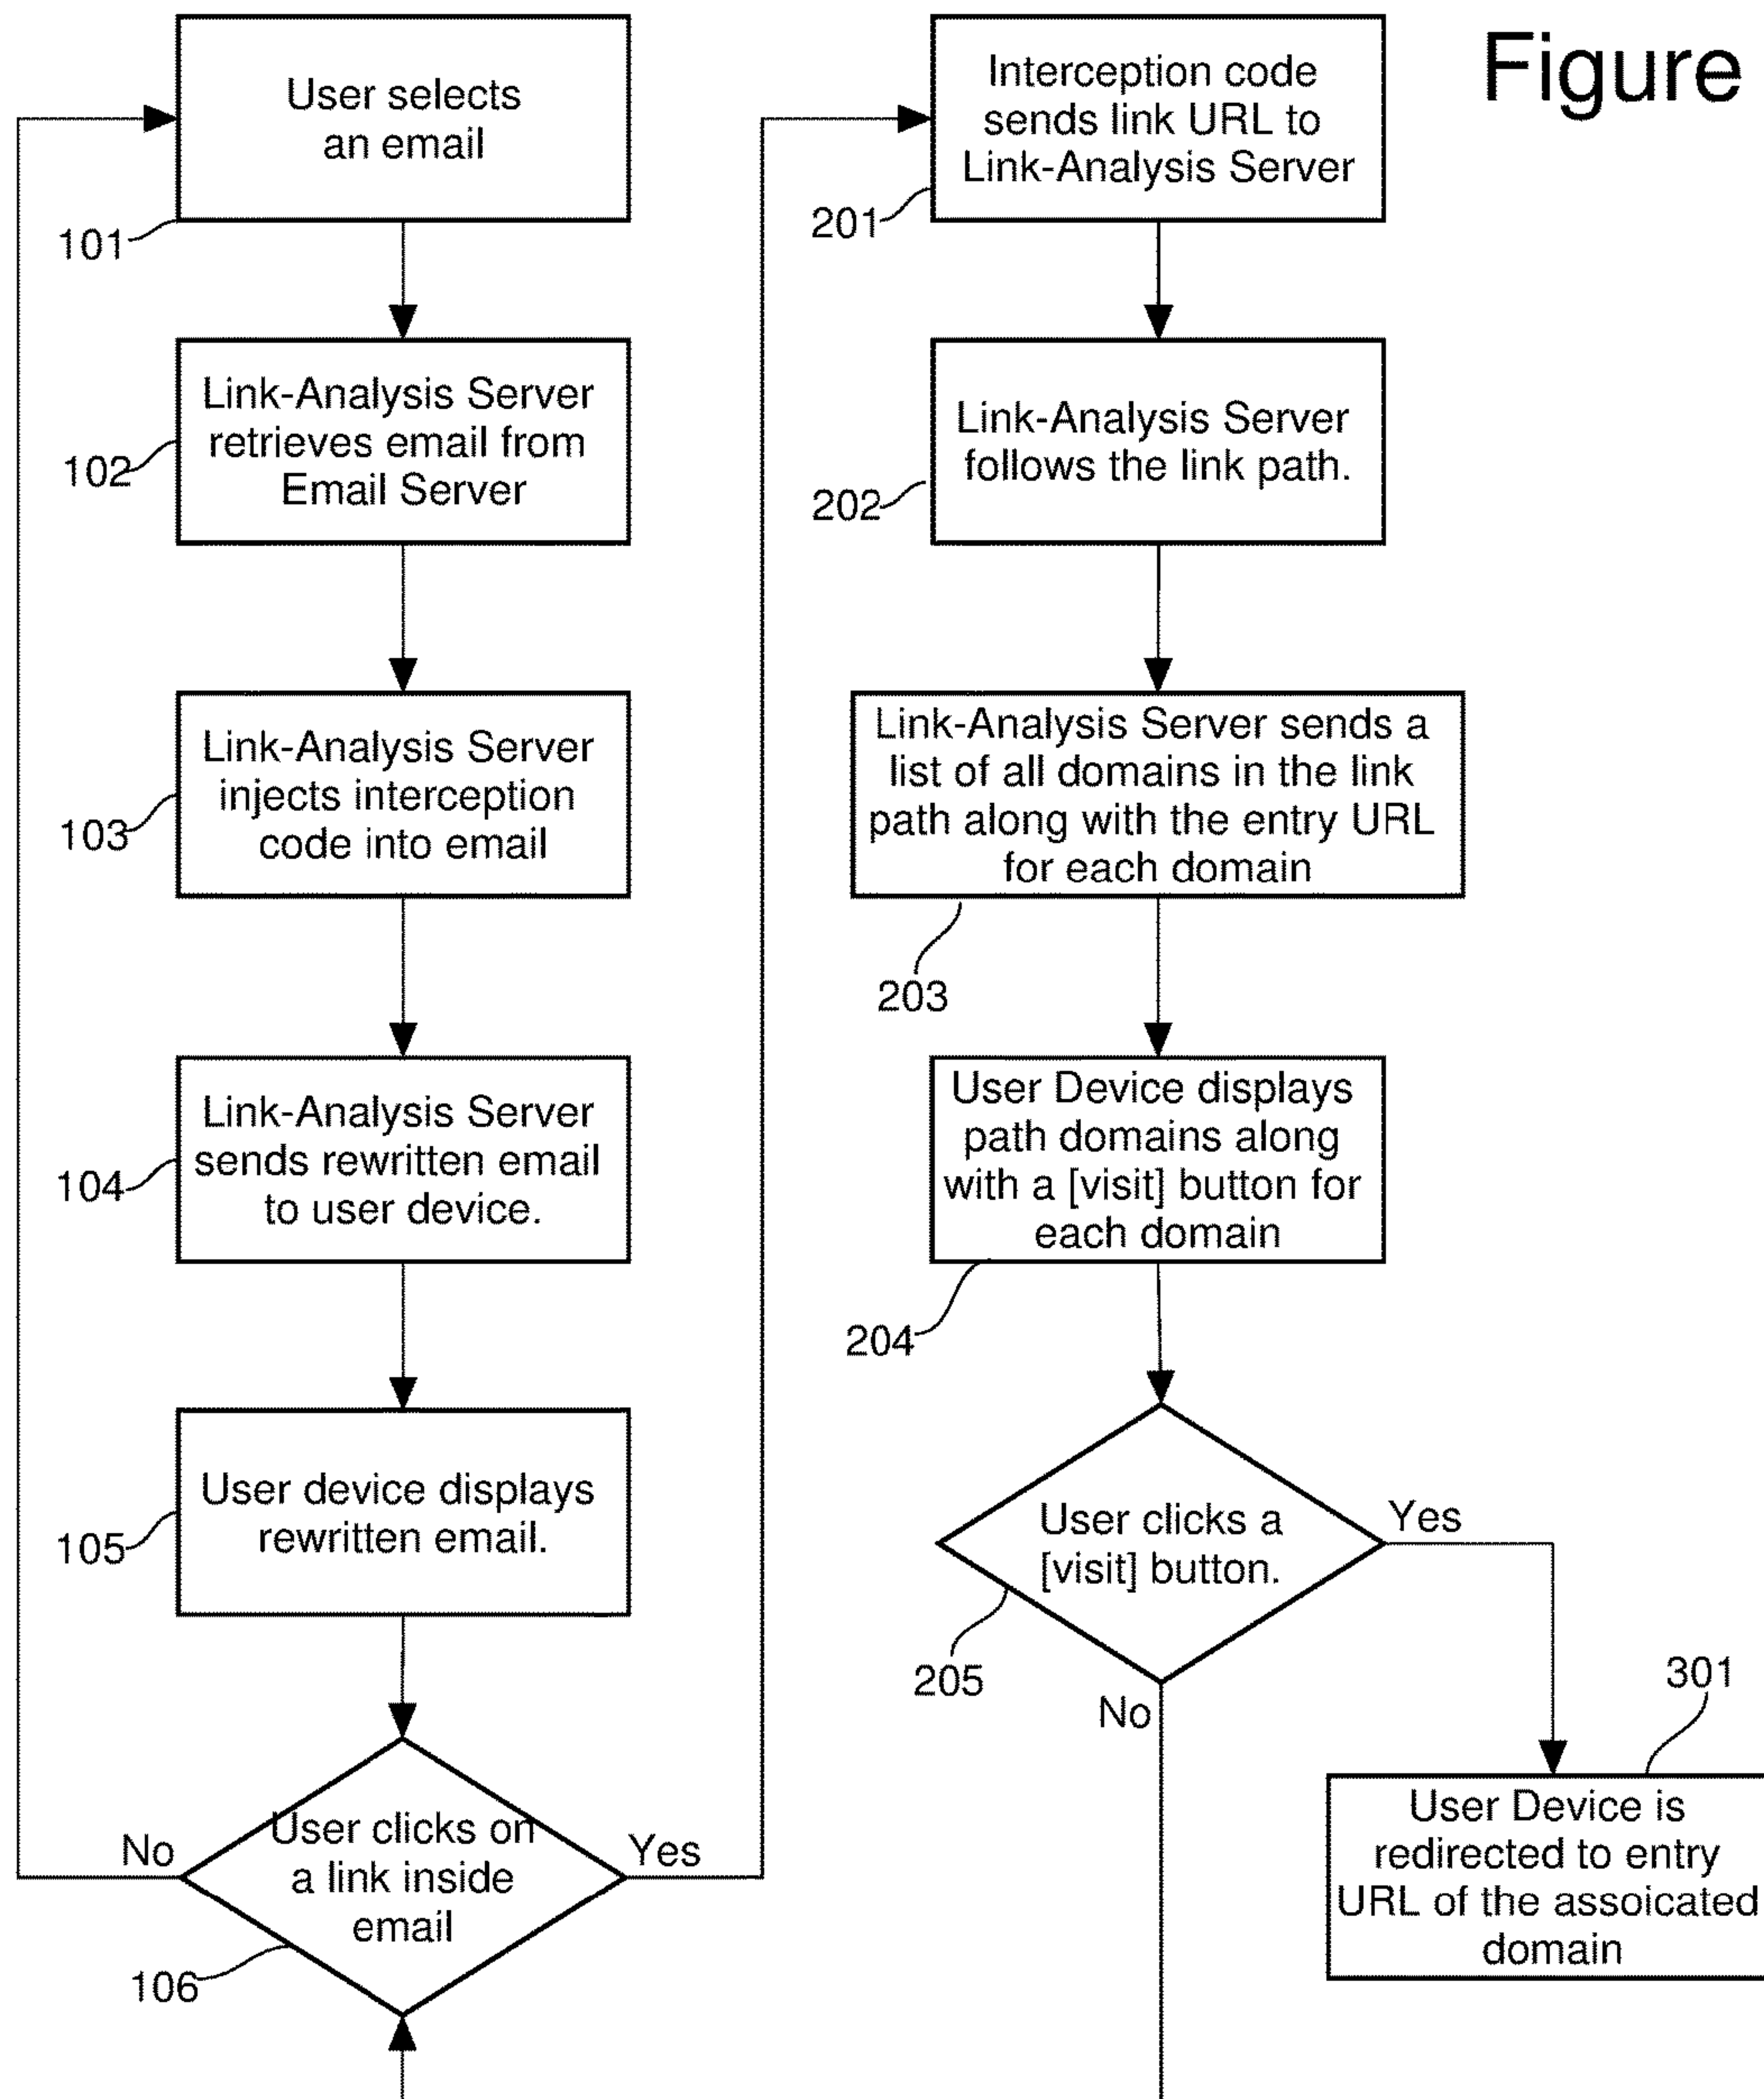 Figure
User selects
an email
101
Link-Analysis Server
retrieves email from
Email Server
102
Link-Analysis Server
injects interception
code into email
103
Link-Analysis Server
sends rewritten email
to user device.
104
User device displays
rewritten email.
105
User clicks on
a link inside
email
No
Yes
106
Interception code
sends link URL to
Link-Analysis Server
201
Link-Analysis Server
follows the link path.
202
Link-Analysis Server sends a
list of all domains in the link
path along with the entry URL
for each domain
203
User Device displays
path domains along
with a [visit] button for
each domain
204
User clicks a
[visit] button.
Yes
205
No
301
User Device is
redirected to entry
URL of the assoicated
domain